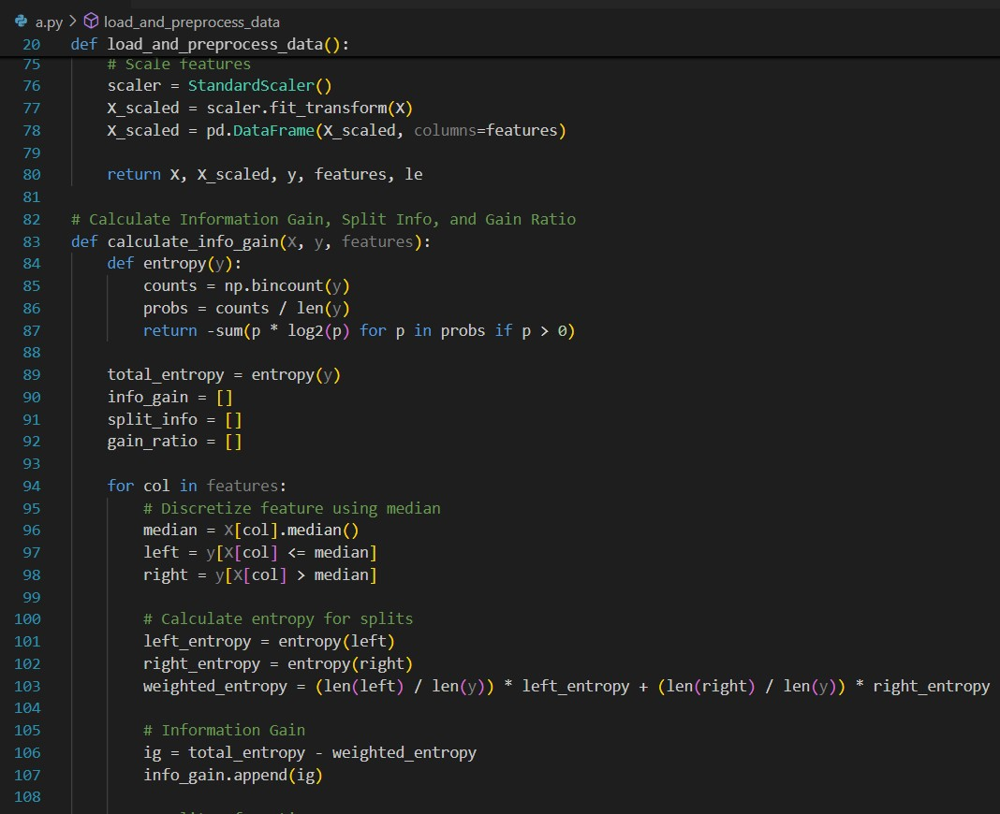 a.py > load_and_preprocess_data
20 def load_and_preprocess_data():
75     # Scale features
76     scaler = StandardScaler()
77     X_scaled = scaler.fit_transform(X)
78     X_scaled = pd.DataFrame(X_scaled, columns=features)
79
80     return X, X_scaled, y, features, le
81
82 # Calculate Information Gain, Split Info, and Gain Ratio
83 def calculate_info_gain(X, y, features):
84     def entropy(y):
85         counts = np.bincount(y)
86         probs = counts / len(y)
87         return -sum(p * log2(p) for p in probs if p > 0)
88
89     total_entropy = entropy(y)
90     info_gain = []
91     split_info = []
92     gain_ratio = []
93
94     for col in features:
95         # Discretize feature using median
96         median = X[col].median()
97         left = y[X[col] <= median]
98         right = y[X[col] > median]
99
100         # Calculate entropy for splits
101         left_entropy = entropy(left)
102         right_entropy = entropy(right)
103         weighted_entropy = (len(left) / len(y)) * left_entropy + (len(right) / len(y)) * right_entropy
104
105         # Information Gain
106         ig = total_entropy - weighted_entropy
107         info_gain.append(ig)
108